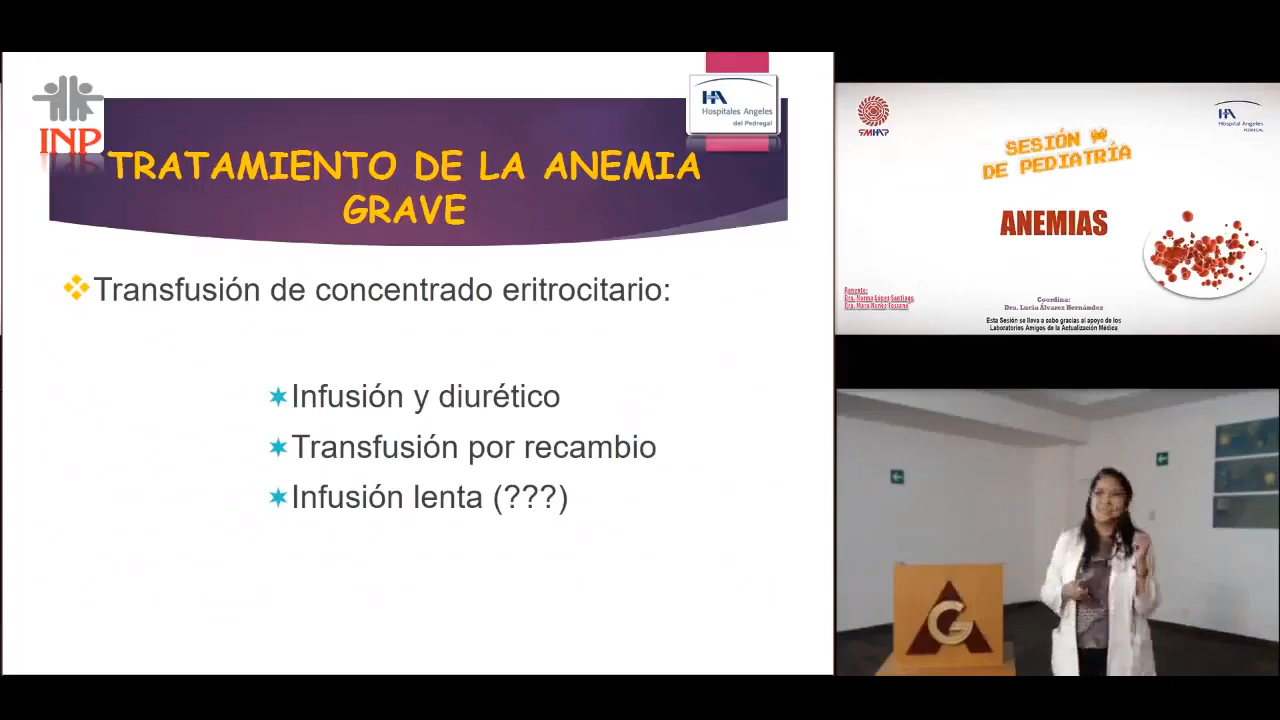 INP
HA
Hospitales Angeles
del Pedregal
TRATAMIENTO DE LA ANEMIA
GRAVE
Transfusión de concentrado eritrocitario:
Infusión y diurético
Transfusión por recambio
Infusión lenta (???)
SMHAP
HA
Hospital Angeles
PEDREGAL
SESIÓN
DE PEDIATRÍA
ANEMIAS
Ponente:
Dra. Norma López Santiago
Dra. Mara Nuñez Toscano
Coordina:
Dra. Lucía Álvarez Hernández
Esta Sesión se lleva a cabo gracias al apoyo de los
Laboratorios Amigos de la Actualización Médica
AG